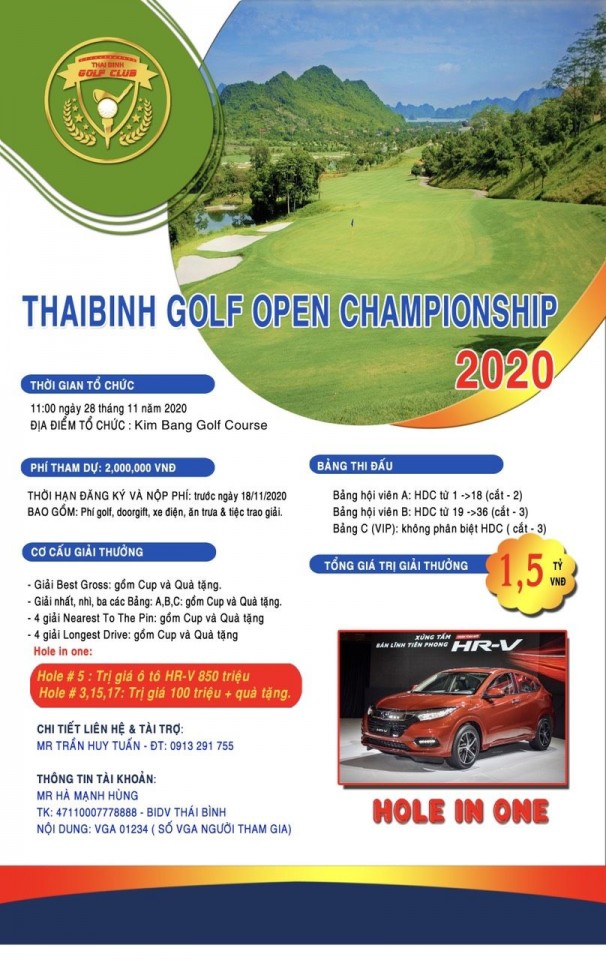 THAI BINH
GOLF CLUB
THAIBINH GOLF OPEN CHAMPIONSHIP
2020
THỜI GIAN TỔ CHỨC
11:00 ngày 28 tháng 11 năm 2020
ĐỊA ĐIỂM TỔ CHỨC : Kim Bang Golf Course
PHÍ THAM DỰ: 2,000,000 VNĐ
THỜI HẠN ĐĂNG KÝ VÀ NỘP PHÍ: trước ngày 18/11/2020
BAO GỒM: Phí golf, doorgift, xe điện, ăn trưa & tiệc trao giải.
BẢNG THI ĐẤU
Bảng hội viên A: HDC từ 1 ->18 (cắt - 2)
Bảng hội viên B: HDC từ 19 ->36 (cắt - 3)
Bảng C (VIP): không phân biệt HDC ( cắt - 3)
CƠ CẤU GIẢI THƯỞNG
- Giải Best Gross: gồm Cup và Quà tặng.
- Giải nhất, nhì, ba các Bảng: A,B,C: gồm Cup và Quà tặng.
- 4 giải Nearest To The Pin: gồm Cup và Quà tặng
- 4 giải Longest Drive: gồm Cup và Quà tặng
Hole in one:
Hole # 5 : Trị giá ô tô HR-V 850 triệu
Hole # 3,15,17: Trị giá 100 triệu + quà tặng.
TỔNG GIÁ TRỊ GIẢI THƯỞNG
1,5 TỶ
VNĐ
XỨNG TẦM
BẢN LĨNH TIÊN PHONG
HR-V
HOLE IN ONE
CHI TIẾT LIÊN HỆ & TÀI TRỢ:
MR TRẦN HUY TUẤN - ĐT: 0913 291 755
THÔNG TIN TÀI KHOẢN:
MR HÀ MẠNH HÙNG
TK: 47110007778888 - BIDV THÁI BÌNH
NỘI DUNG: VGA 01234 ( SỐ VGA NGƯỜI THAM GIA)